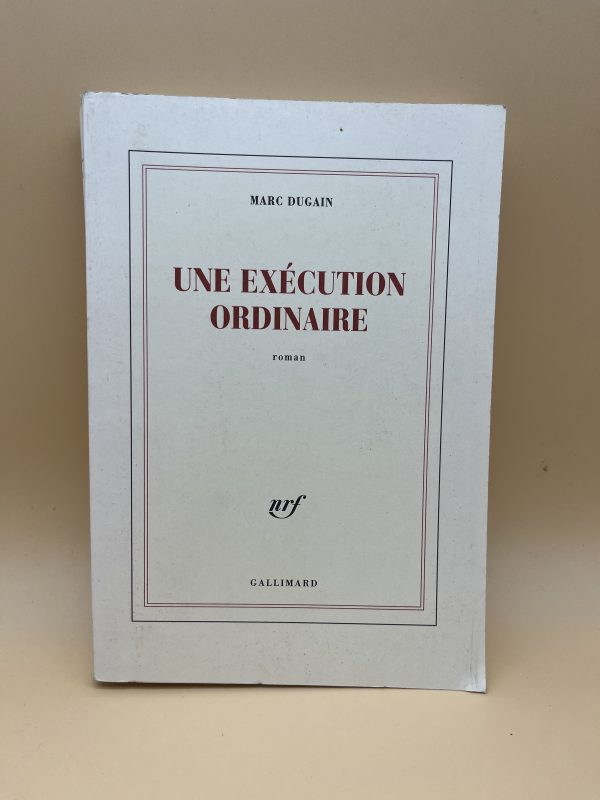 MARC DUGAIN
UNE EXÉCUTION
ORDINAIRE
roman
nrf
GALLIMARD